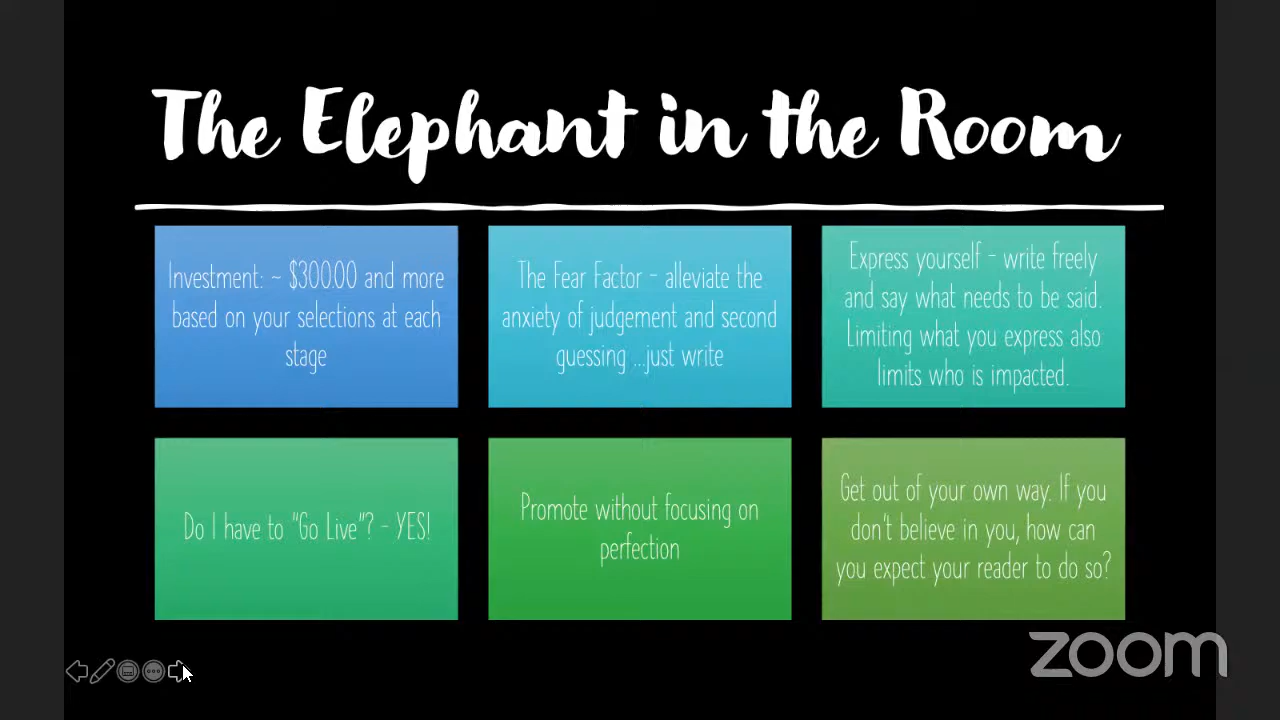 The Elephant in the Room
Investment: ~ $300.00 and more
based on your selections at each
stage
The Fear Factor - alleviate the
anxiety of judgement and second
guessing ...just write
Express yourself - write freely
and say what needs to be said.
Limiting what you express also
limits who is impacted.
Do I have to "Go Live"? - YES!
Promote without focusing on
perfection
Get out of your own way. If you
don't believe in you, how can
you expect your reader to do so?
zoom